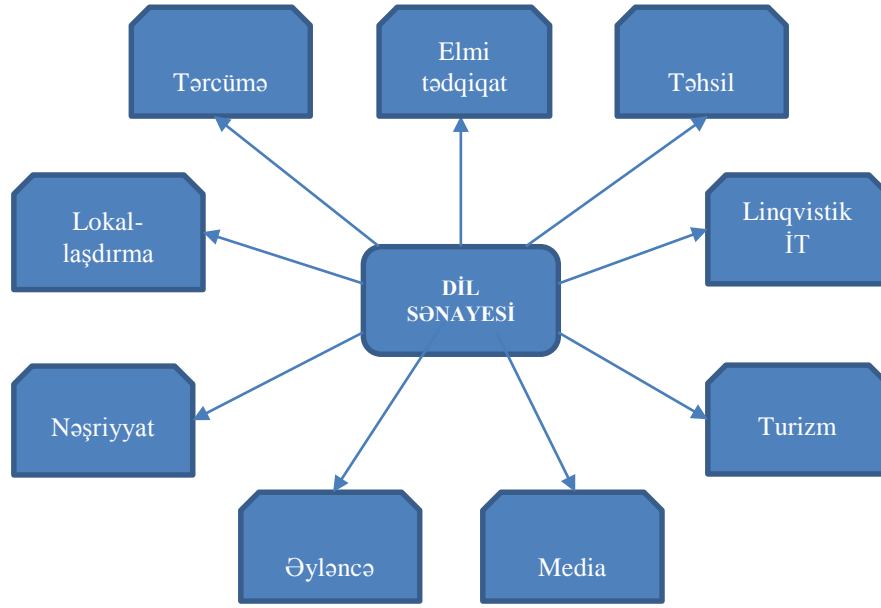 Tərcümə
Elmi
tədqiqat
Təhsil
Lokal-
laşdırma
Linqvistik
İT
DİL
SƏNAYESİ
Nəşriyyat
Turizm
Əyləncə
Media